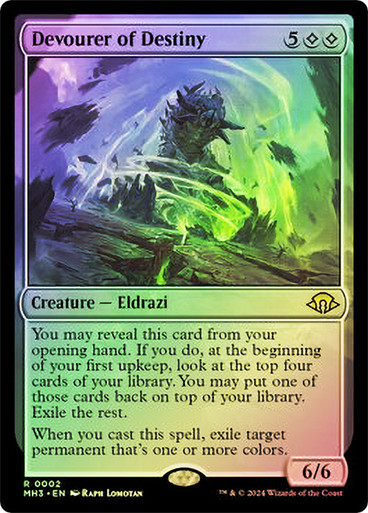 Devourer of Destiny 5
Creature — Eldrazi
You may reveal this card from your
opening hand. If you do, at the beginning
of your first upkeep, look at the top four
cards of your library. You may put one of
those cards back on top of your library.
Exile the rest.
When you cast this spell, exile target
permanent that's one or more colors.
6/6
R 0002
MH3 • EN Raph Lomotan
™ & © 2024 Wizards of the Coast